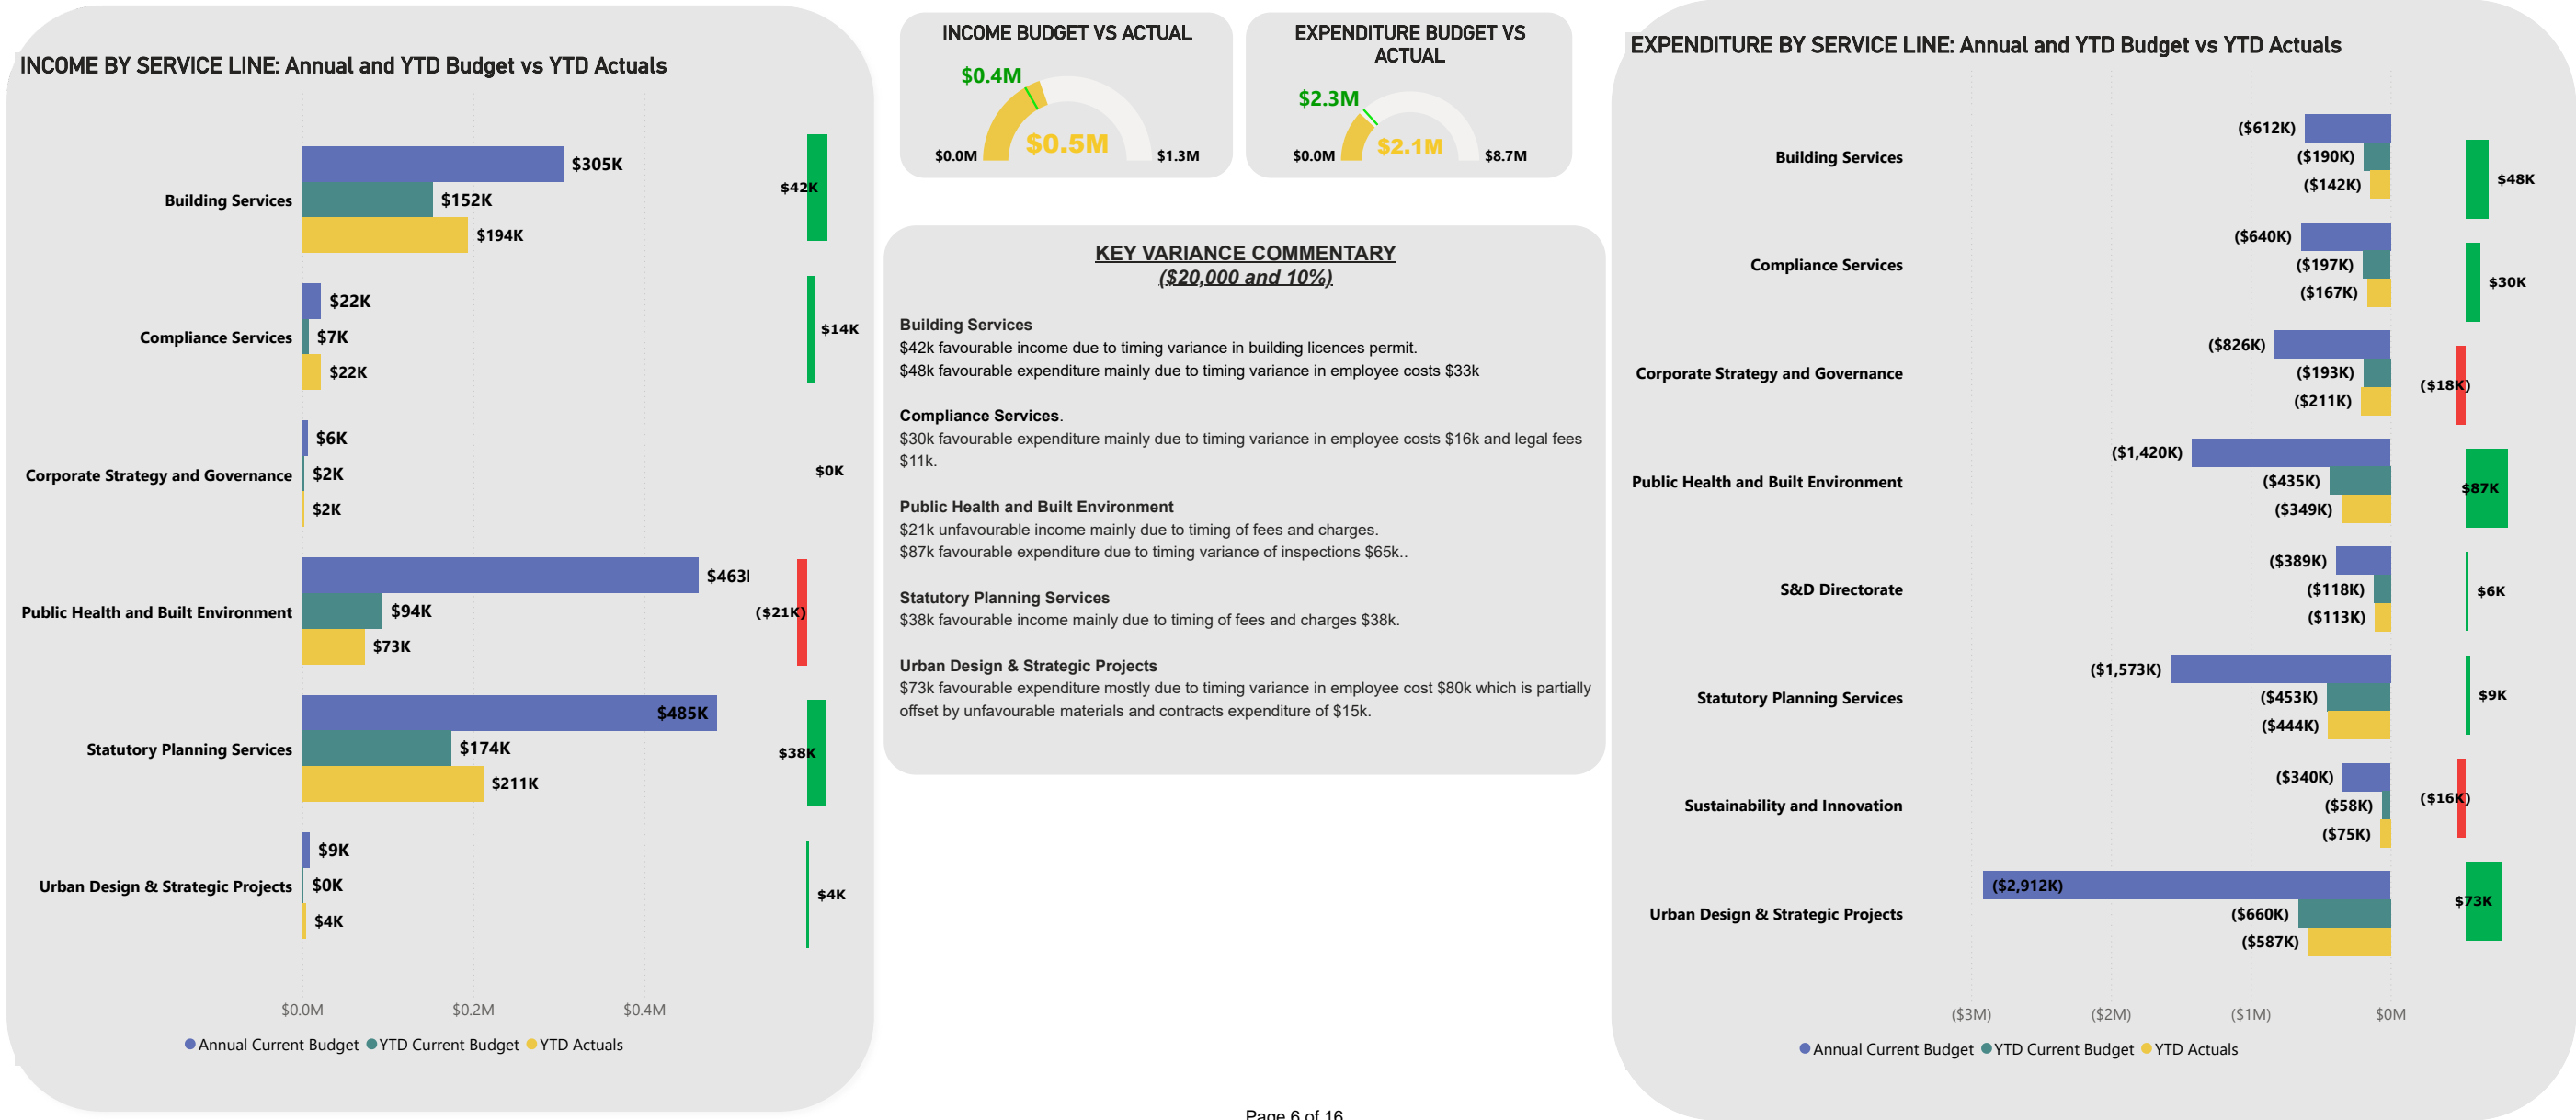 INCOME BY SERVICE LINE: Annual and YTD Budget vs YTD Actuals
Building Services
$305K
$152K
$194K
$42K
Compliance Services
$22K
$7K
$22K
$14K
Corporate Strategy and Governance
$6K
$2K
$2K
$0K
Public Health and Built Environment
$463
$94K
$73K
($21K)
Statutory Planning Services
$485K
$174K
$211K
$38K
Urban Design & Strategic Projects
$9K
$0K
$4K
$4K
$0.0M $0.2M $0.4M
Annual Current Budget YTD Current Budget YTD Actuals
INCOME BUDGET VS ACTUAL
$0.4M
$0.5M
$0.0M
$1.3M
EXPENDITURE BUDGET VS
ACTUAL
$2.3M
$2.1M
$0.0M
$8.7M
KEY VARIANCE COMMENTARY
($20,000 and 10%)
Building Services
$42k favourable income due to timing variance in building licences permit.
$48k favourable expenditure mainly due to timing variance in employee costs $33k
Compliance Services.
$30k favourable expenditure mainly due to timing variance in employee costs $16k and legal fees
$11k.
Public Health and Built Environment
$21k unfavourable income mainly due to timing of fees and charges.
$87k favourable expenditure due to timing variance of inspections $65k..
Statutory Planning Services
$38k favourable income mainly due to timing of fees and charges $38k.
Urban Design & Strategic Projects
$73k favourable expenditure mostly due to timing variance in employee cost $80k which is partially
offset by unfavourable materials and contracts expenditure of $15k.
EXPENDITURE BY SERVICE LINE: Annual and YTD Budget vs YTD Actuals
Building Services
($612K)
($190K)
($142K)
$48K
Compliance Services
($640K)
($197K)
($167K)
$30K
Corporate Strategy and Governance
($826K)
($193K)
($211K)
($18K)
Public Health and Built Environment
($1,420K)
($435K)
($349K)
$87K
S&D Directorate
($389K)
($118K)
($113K)
$6K
Statutory Planning Services
($1,573K)
($453K)
($444K)
$9K
Sustainability and Innovation
($340K)
($58K)
($75K)
($16K)
Urban Design & Strategic Projects
($2,912K)
($660K)
($587K)
$73K
($3M) ($2M) ($1M) $0M
Annual Current Budget YTD Current Budget YTD Actuals
Page 6 of 16